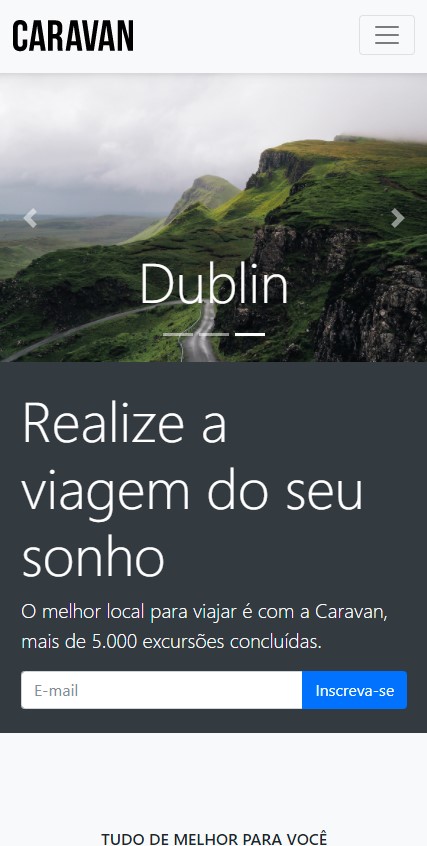 CARAVAN
Dublin
Realize a
viagem do seu
sonho
O melhor local para viajar é com a Caravan,
mais de 5.000 excursões concluídas.
E-mail
Inscreva-se
TUDO DE MELHOR PARA VOCÊ